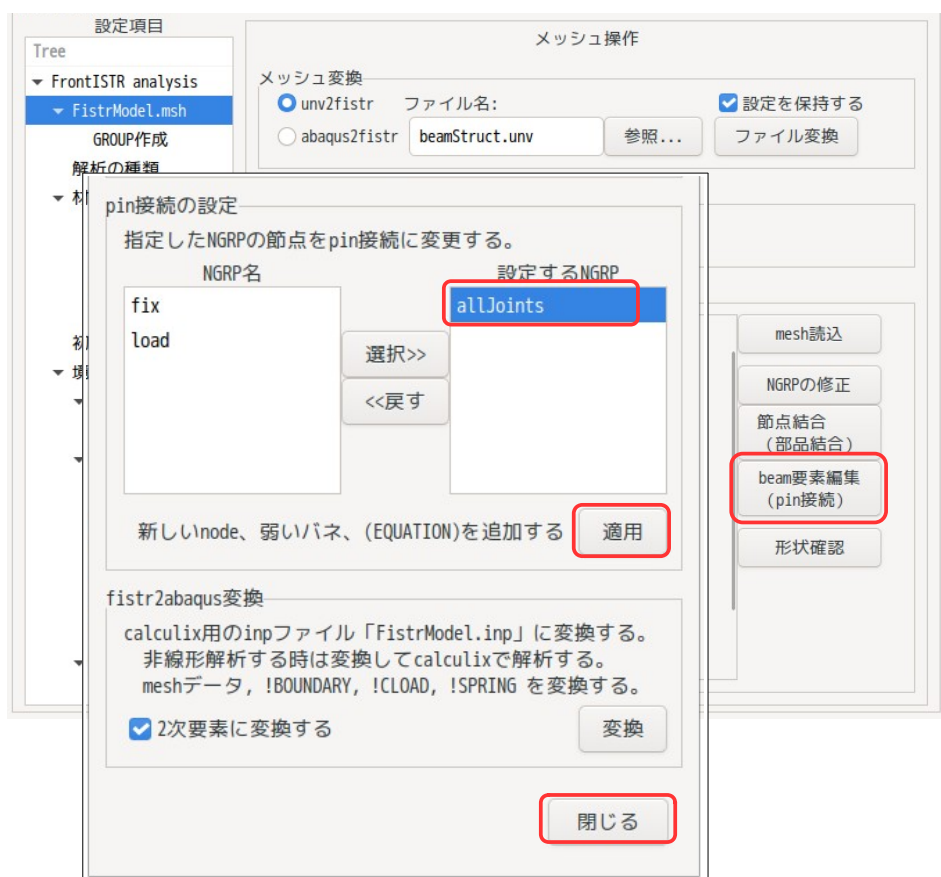 設定項目
Tree
FrontISTR analysis
FistrModel.msh
GROUP作成
解析の種類
メッシュ操作
メッシュ変換
unv2fistr
ファイル名:
設定を保持する
abaqus2fistr
beamStruct.unv
参照...
ファイル変換
pin接続の設定
指定したNGRPの節点をpin接続に変更する。
NGRP名
設定するNGRP
fix
load
allJoints
選択>>
<<戻す
新しいnode、弱いバネ、(EQUATION)を追加する
適用
fistr2abaqus変換
calculix用のinpファイル「FistrModel.inp」に変換する。
非線形解析する時は変換してcalculixで解析する。
meshデータ, !BOUNDARY, !CLOAD, !SPRING を変換する。
2次要素に変換する
変換
閉じる
mesh読込
NGRPの修正
節点結合
(部品結合)
beam要素編集
(pin接続)
形状確認